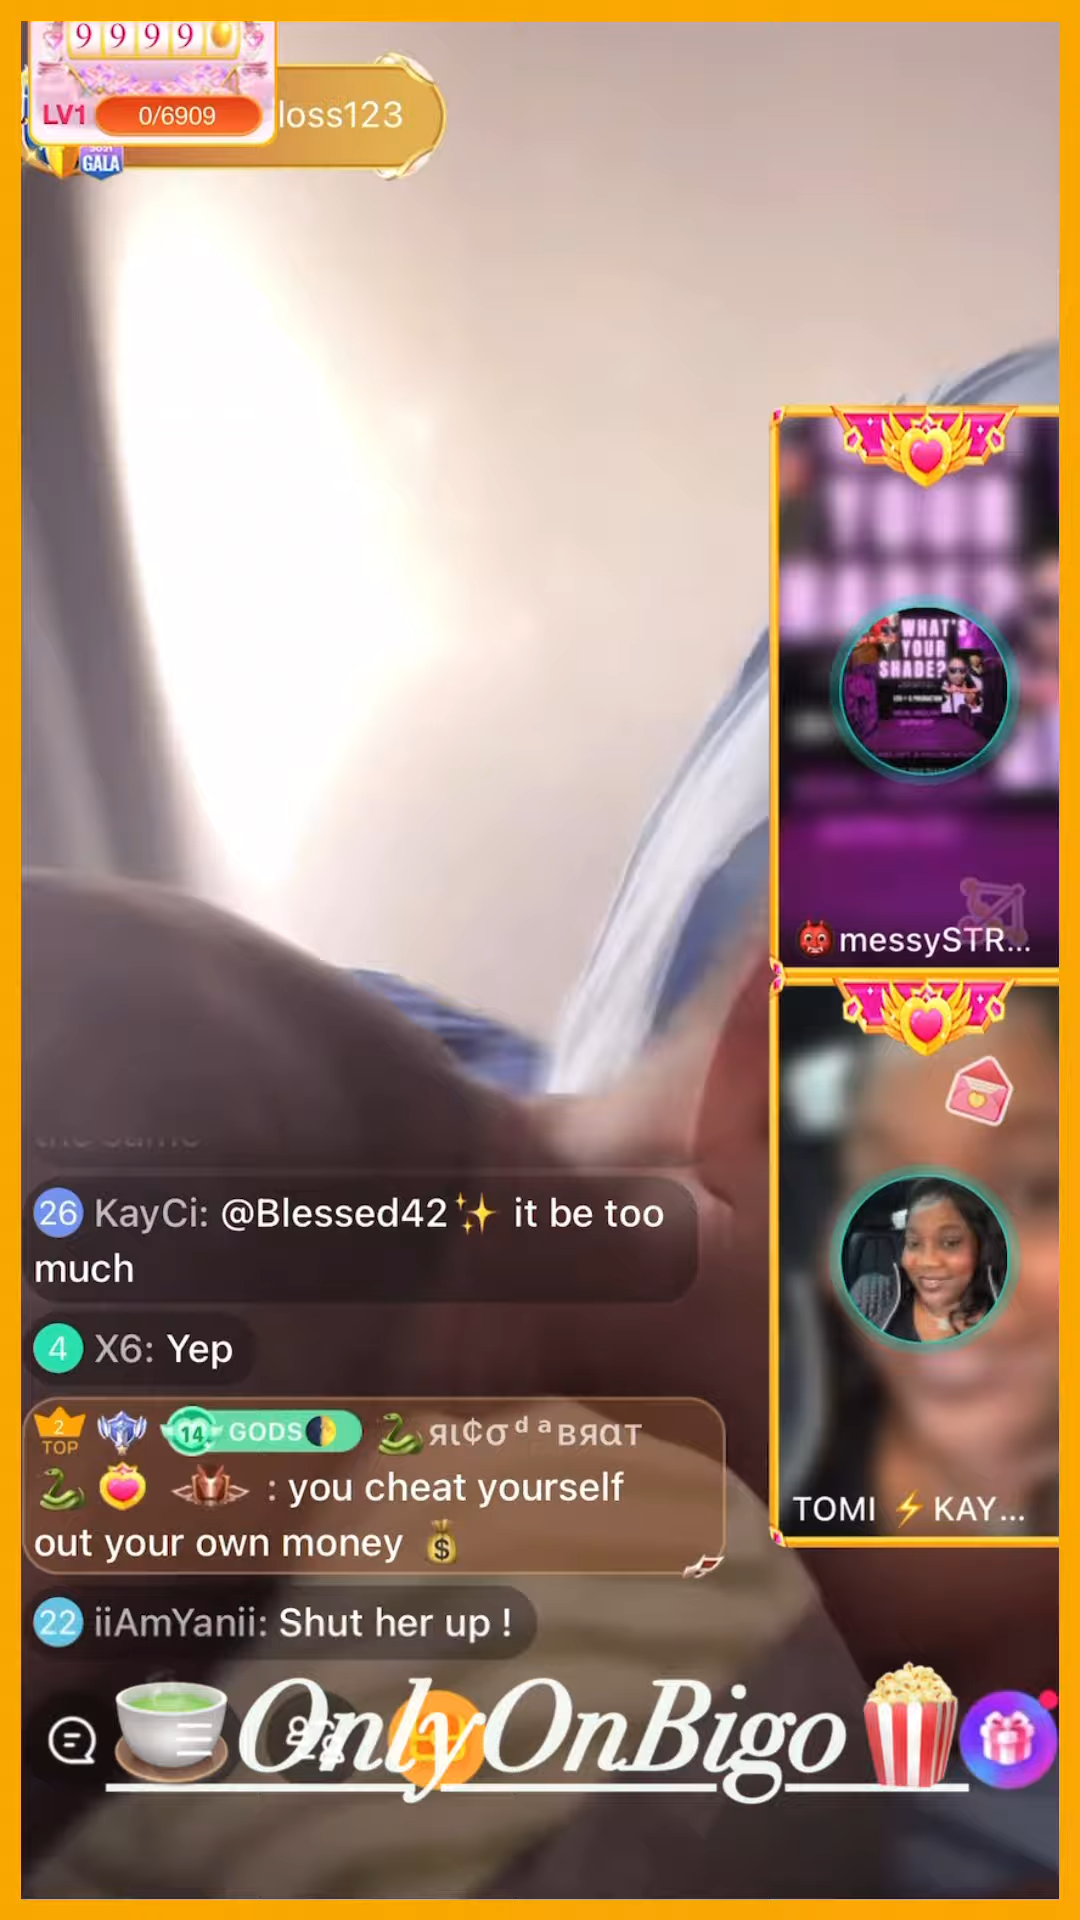 9999
LV1 0/6909
loss123
GALA
WHAT'S
YOUR
SHADE?
👹messySTR...
26 KayCi: @Blessed42✨ it be too
much
4 X6: Yep
2 TOP 14 GODS🌓 🐍яι¢σᵈᵃвяαт
🐍 : you cheat yourself
out your own money 💰
22 iiAmYanii: Shut her up !
TOMI ⚡ KAY...
🍵OnlyOnBigo🍿